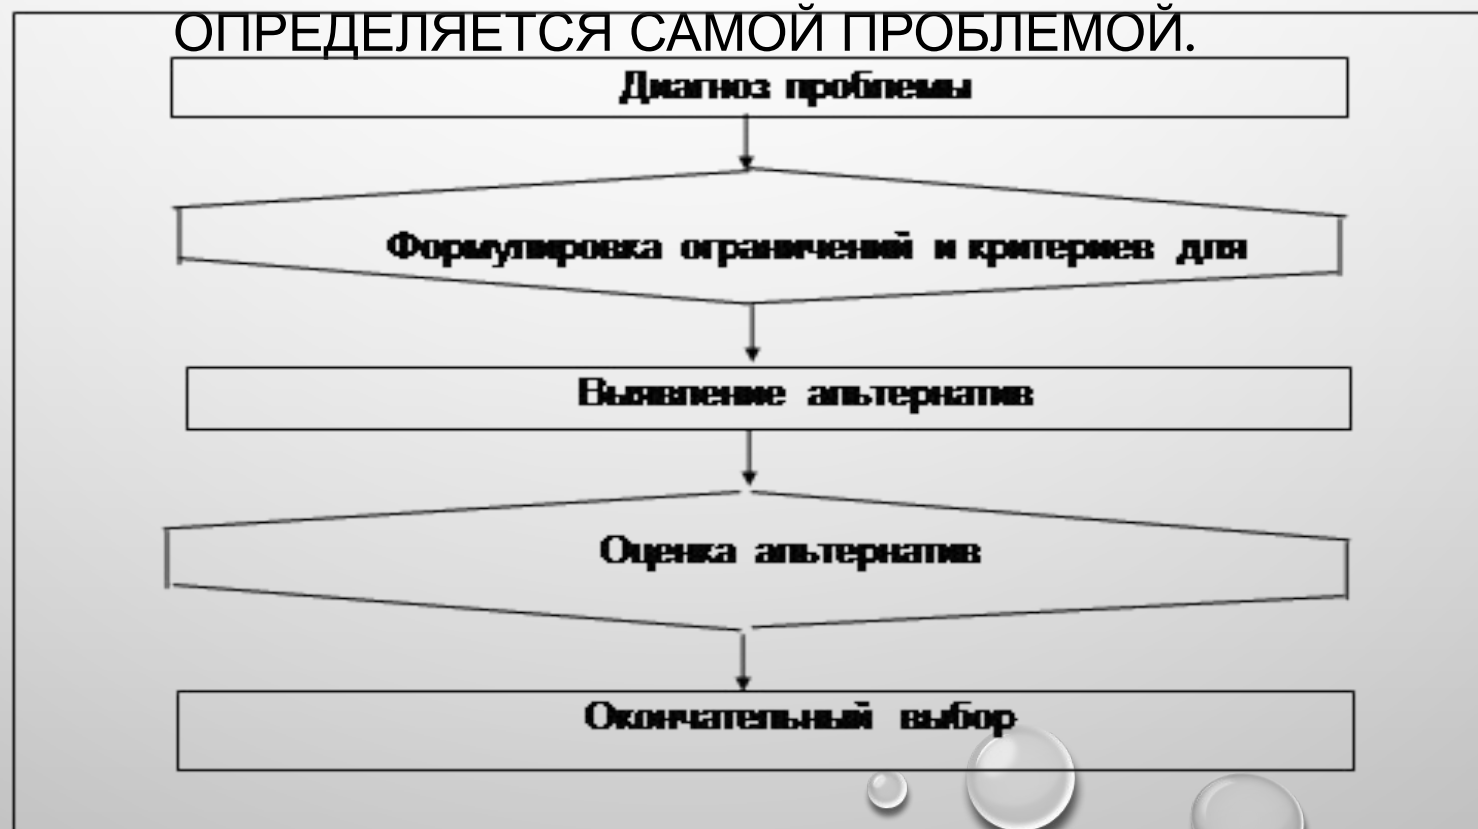 ОПРЕДЕЛЯЕТСЯ САМОЙ ПРОБЛЕМОЙ.
Диагноз проблемы
Формулировка ограничений и критериев для
Выявление альтернатив
Оценка альтернатив
Окончательный выбор